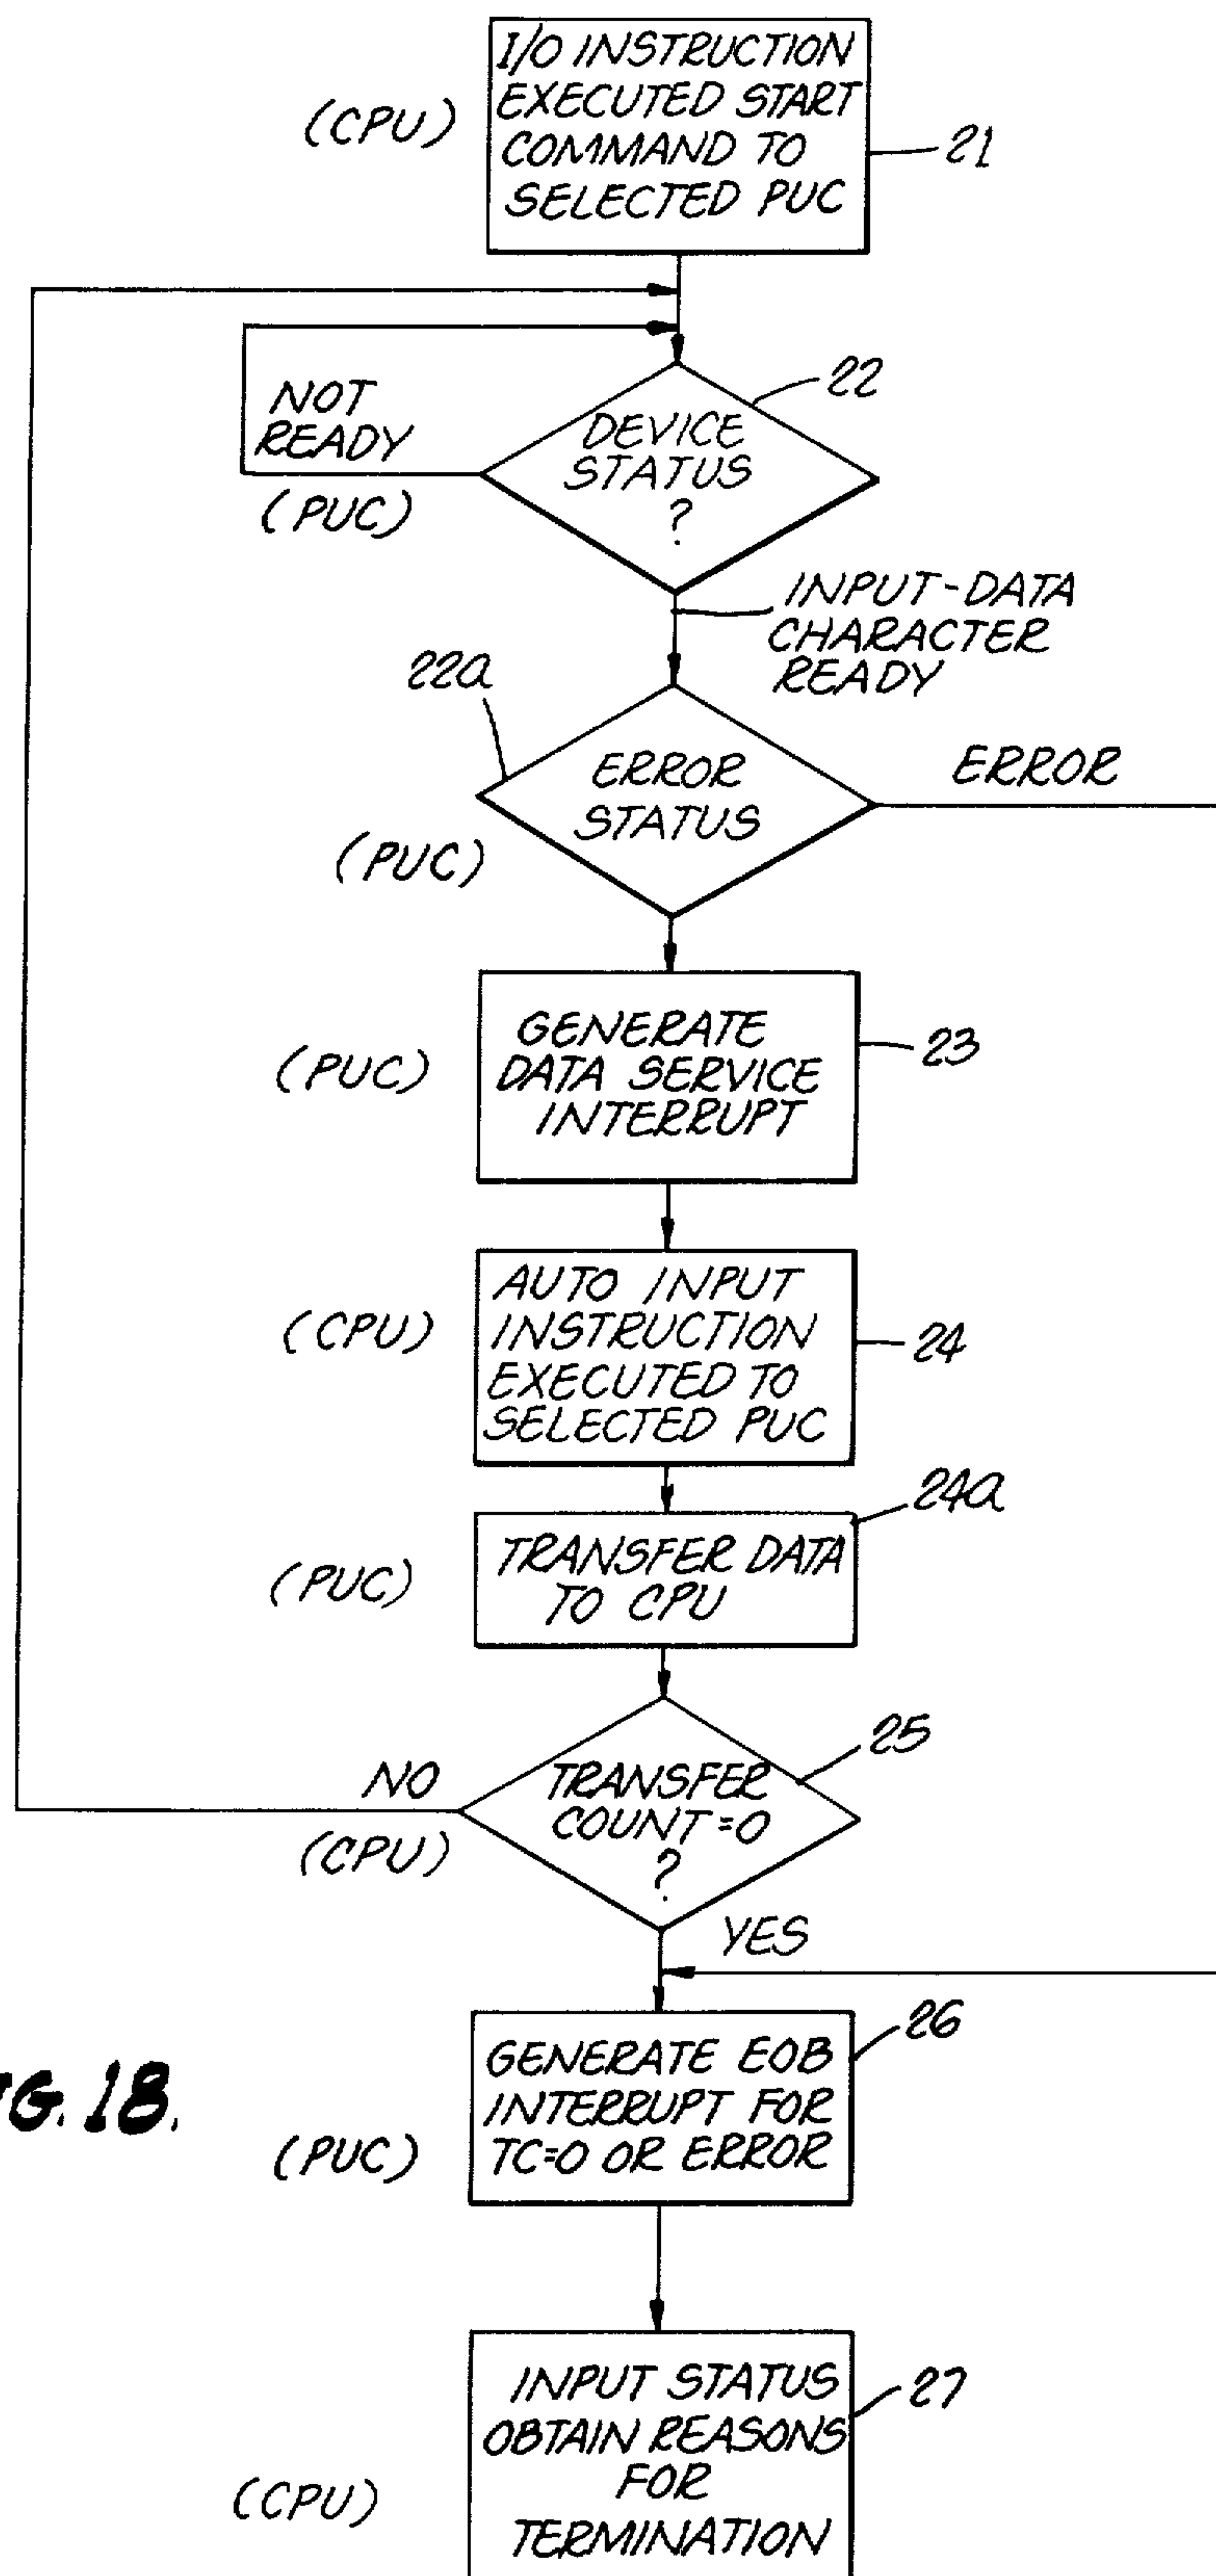 I/O INSTRUCTION
EXECUTED START
COMMAND TO
SELECTED PUC
(CPU)
21
NOT
READY
(PUC)
DEVICE
STATUS
?
22
INPUT-DATA
CHARACTER
READY
22a
ERROR
STATUS
ERROR
(PUC)
GENERATE
DATA SERVICE
INTERRUPT
(PUC)
23
AUTO INPUT
INSTRUCTION
EXECUTED TO
SELECTED PUC
(CPU)
24
24a
TRANSFER DATA
TO CPU
(PUC)
25
NO
(CPU)
TRANSFER
COUNT=0
?
YES
26
GENERATE EOB
INTERRUPT FOR
TC=0 OR ERROR
(PUC)
G. 18.
INPUT STATUS
OBTAIN REASONS
FOR
TERMINATION
(CPU)
27